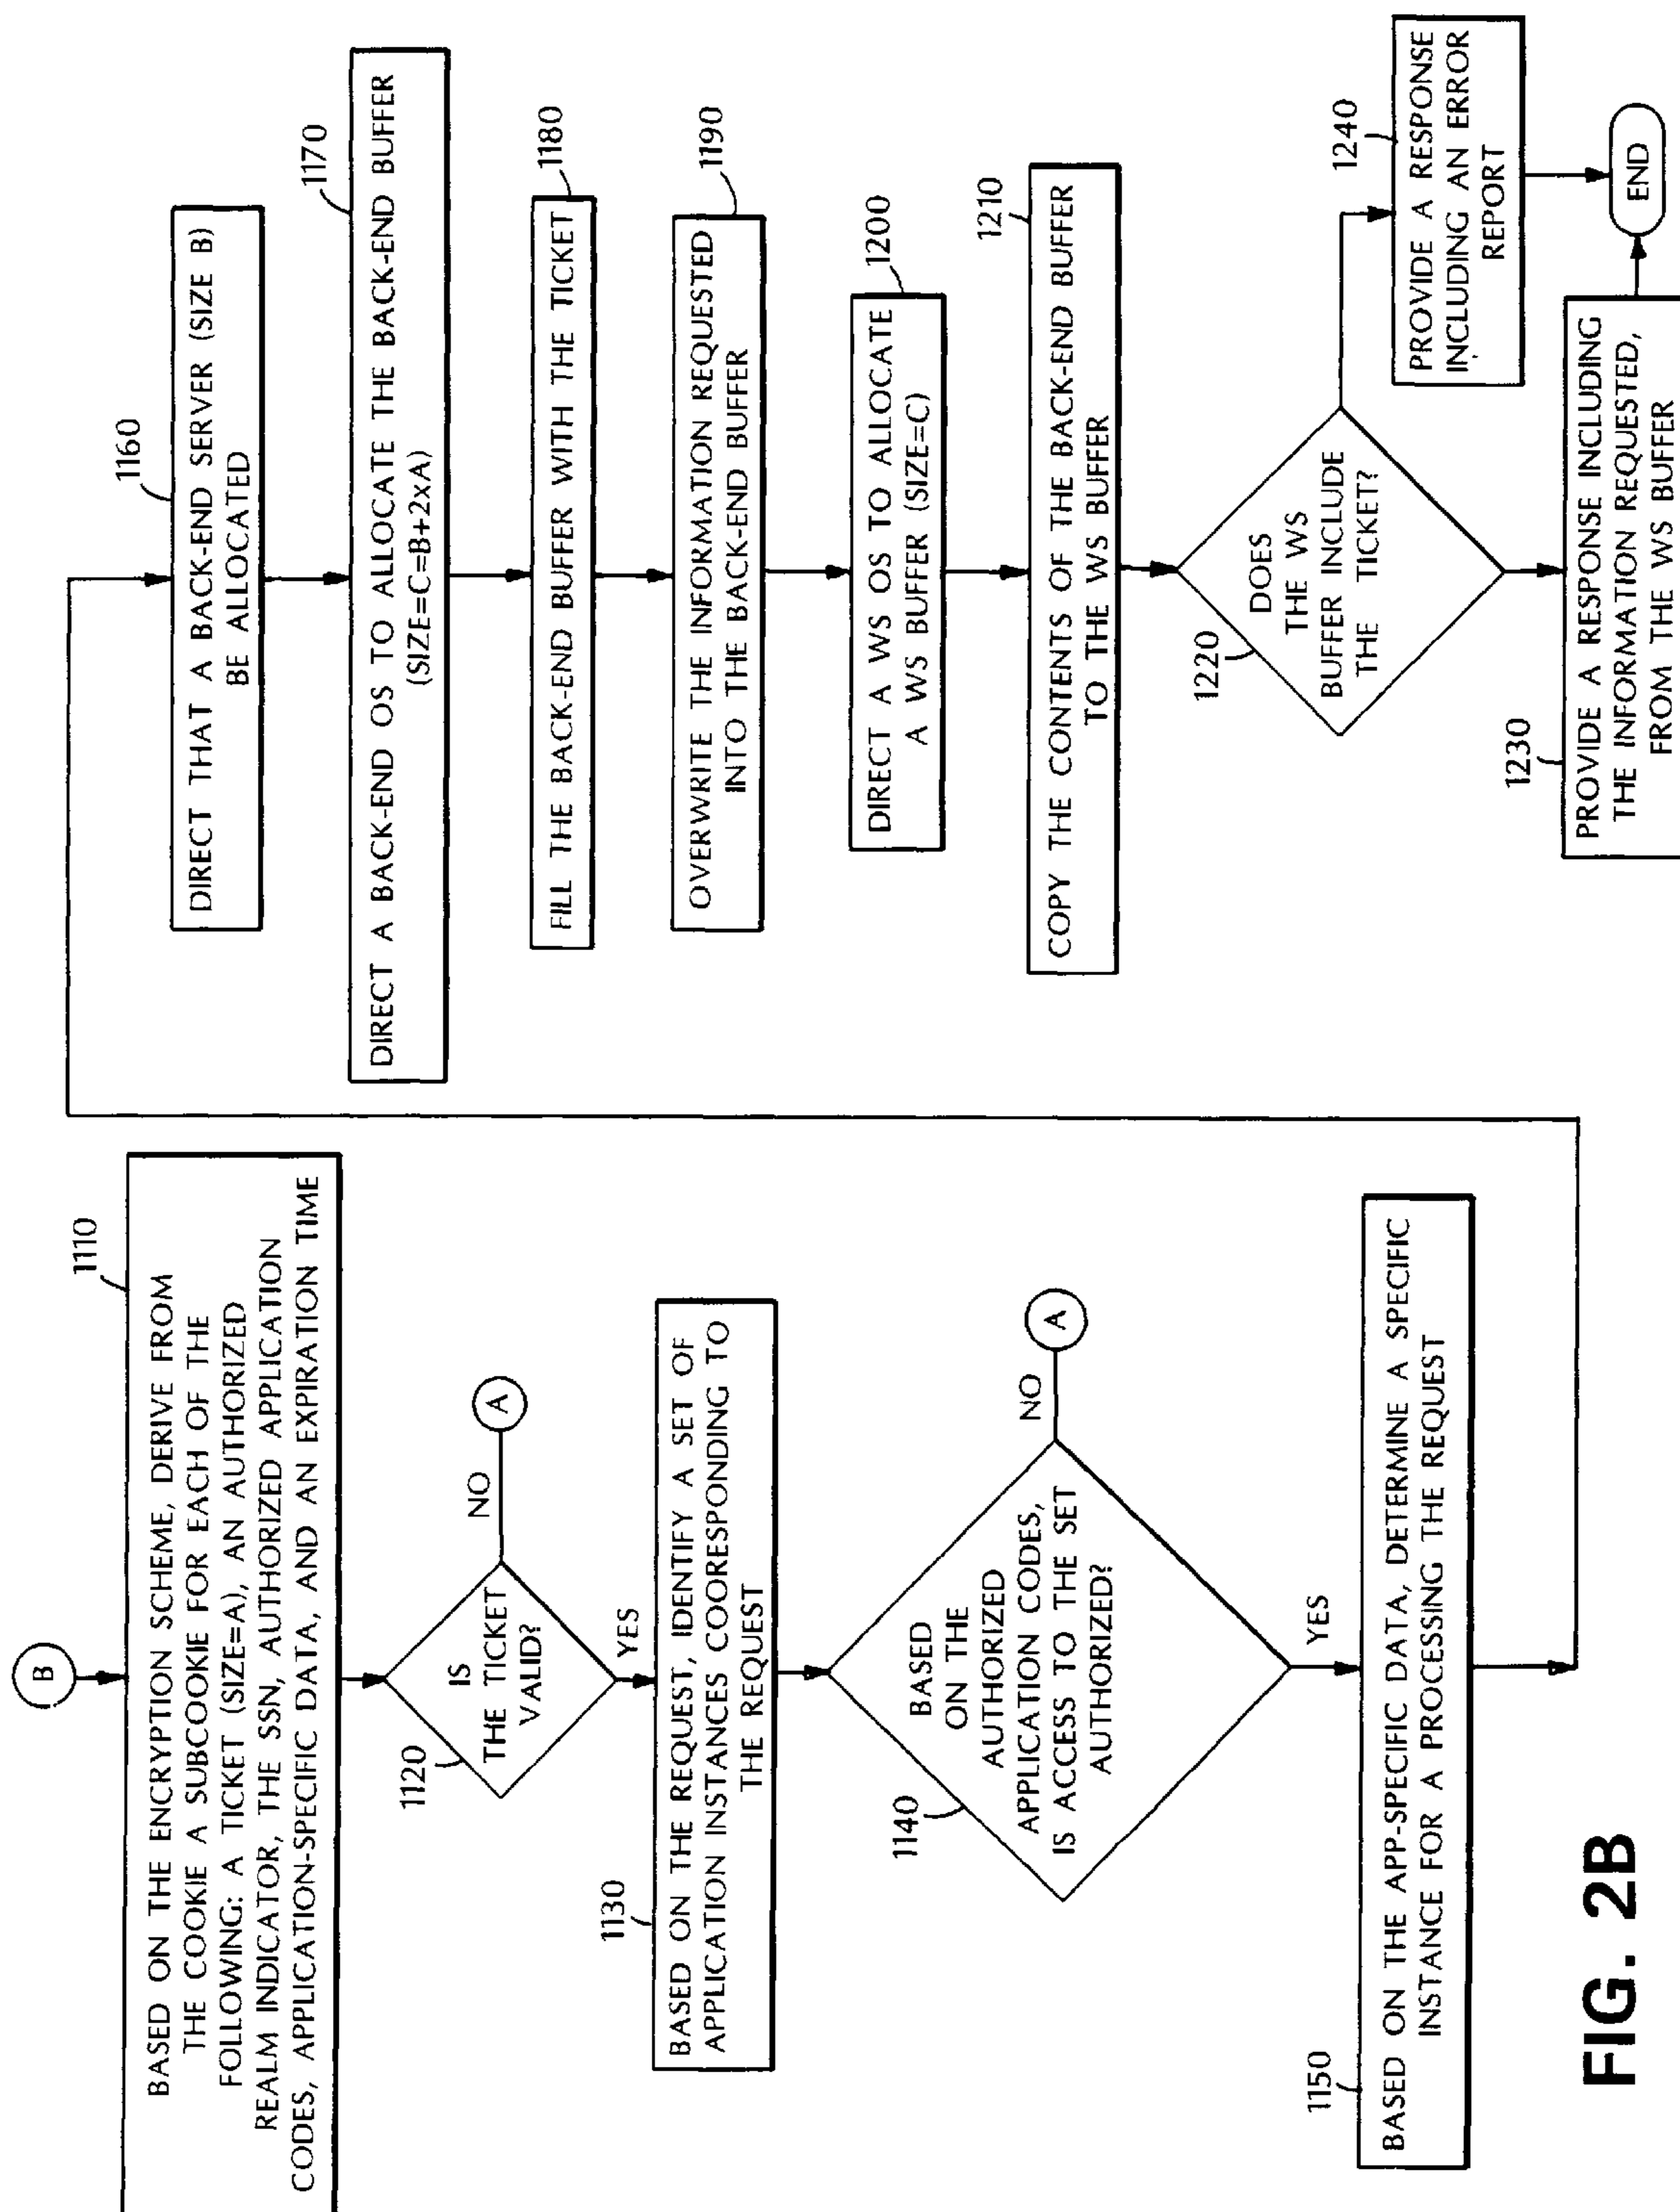 B
1110
BASED ON THE ENCRYPTION SCHEME, DERIVE FROM
THE COOKIE A SUBCOOKIE FOR EACH OF THE
FOLLOWING: A TICKET (SIZE=A), AN AUTHORIZED
REALM INDICATOR, THE SSN, AUTHORIZED APPLICATION
CODES, APPLICATION-SPECIFIC DATA, AND AN EXPIRATION TIME
1120
IS
THE TICKET
VALID?
NO
A
YES
1130
BASED ON THE REQUEST, IDENTIFY A SET OF
APPLICATION INSTANCES COORESPONDING TO
THE REQUEST
1140
BASED
ON THE
AUTHORIZED
APPLICATION CODES,
IS ACCESS TO THE SET
AUTHORIZED?
NO
A
YES
1150
BASED ON THE APP-SPECIFIC DATA, DETERMINE A SPECIFIC
INSTANCE FOR A PROCESSING THE REQUEST
1160
DIRECT THAT A BACK-END SERVER (SIZE B)
BE ALLOCATED
1170
DIRECT A BACK-END OS TO ALLOCATE THE BACK-END BUFFER
(SIZE=C=B+2xA)
1180
FILL THE BACK-END BUFFER WITH THE TICKET
1190
OVERWRITE THE INFORMATION REQUESTED
INTO THE BACK-END BUFFER
1200
DIRECT A WS OS TO ALLOCATE
A WS BUFFER (SIZE=C)
1210
COPY THE CONTENTS OF THE BACK-END BUFFER
TO THE WS BUFFER
1220
DOES
THE WS
BUFFER INCLUDE
THE TICKET?
1240
PROVIDE A RESPONSE
INCLUDING AN ERROR
REPORT
1230
PROVIDE A RESPONSE INCLUDING
THE INFORMATION REQUESTED,
FROM THE WS BUFFER
END
FIG. 2B